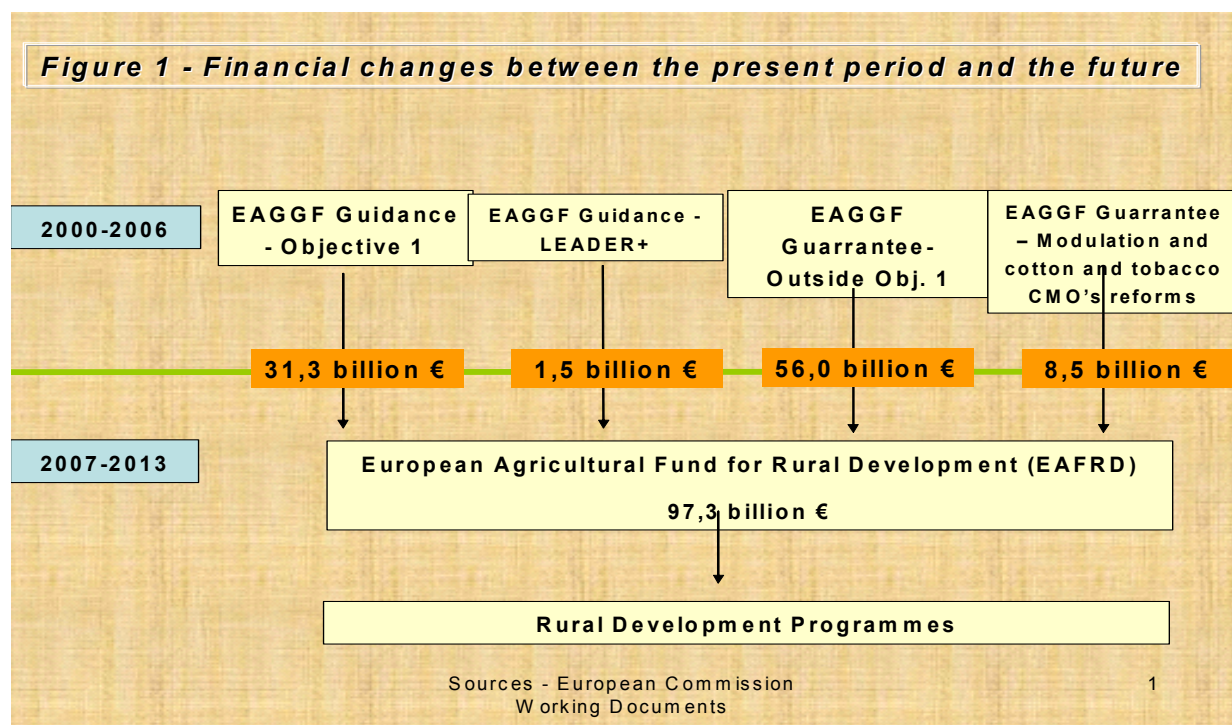 Figure 1 - Financial changes between the present period and the future
2000-2006
EAGGF Guidance
- Objective 1
EAGGF Guidance -
LEADER+
EAGGF
Guarrantee-
Outside Obj. 1
EAGGF Guarrantee
– Modulation and
cotton and tobacco
CMO's reforms
31,3 billion €
1,5 billion €
56,0 billion €
8,5 billion €
2007-2013
European Agricultural Fund for Rural Development (EAFRD)
97,3 billion €
Rural Development Programmes
Sources - European Commission
Working Documents
1